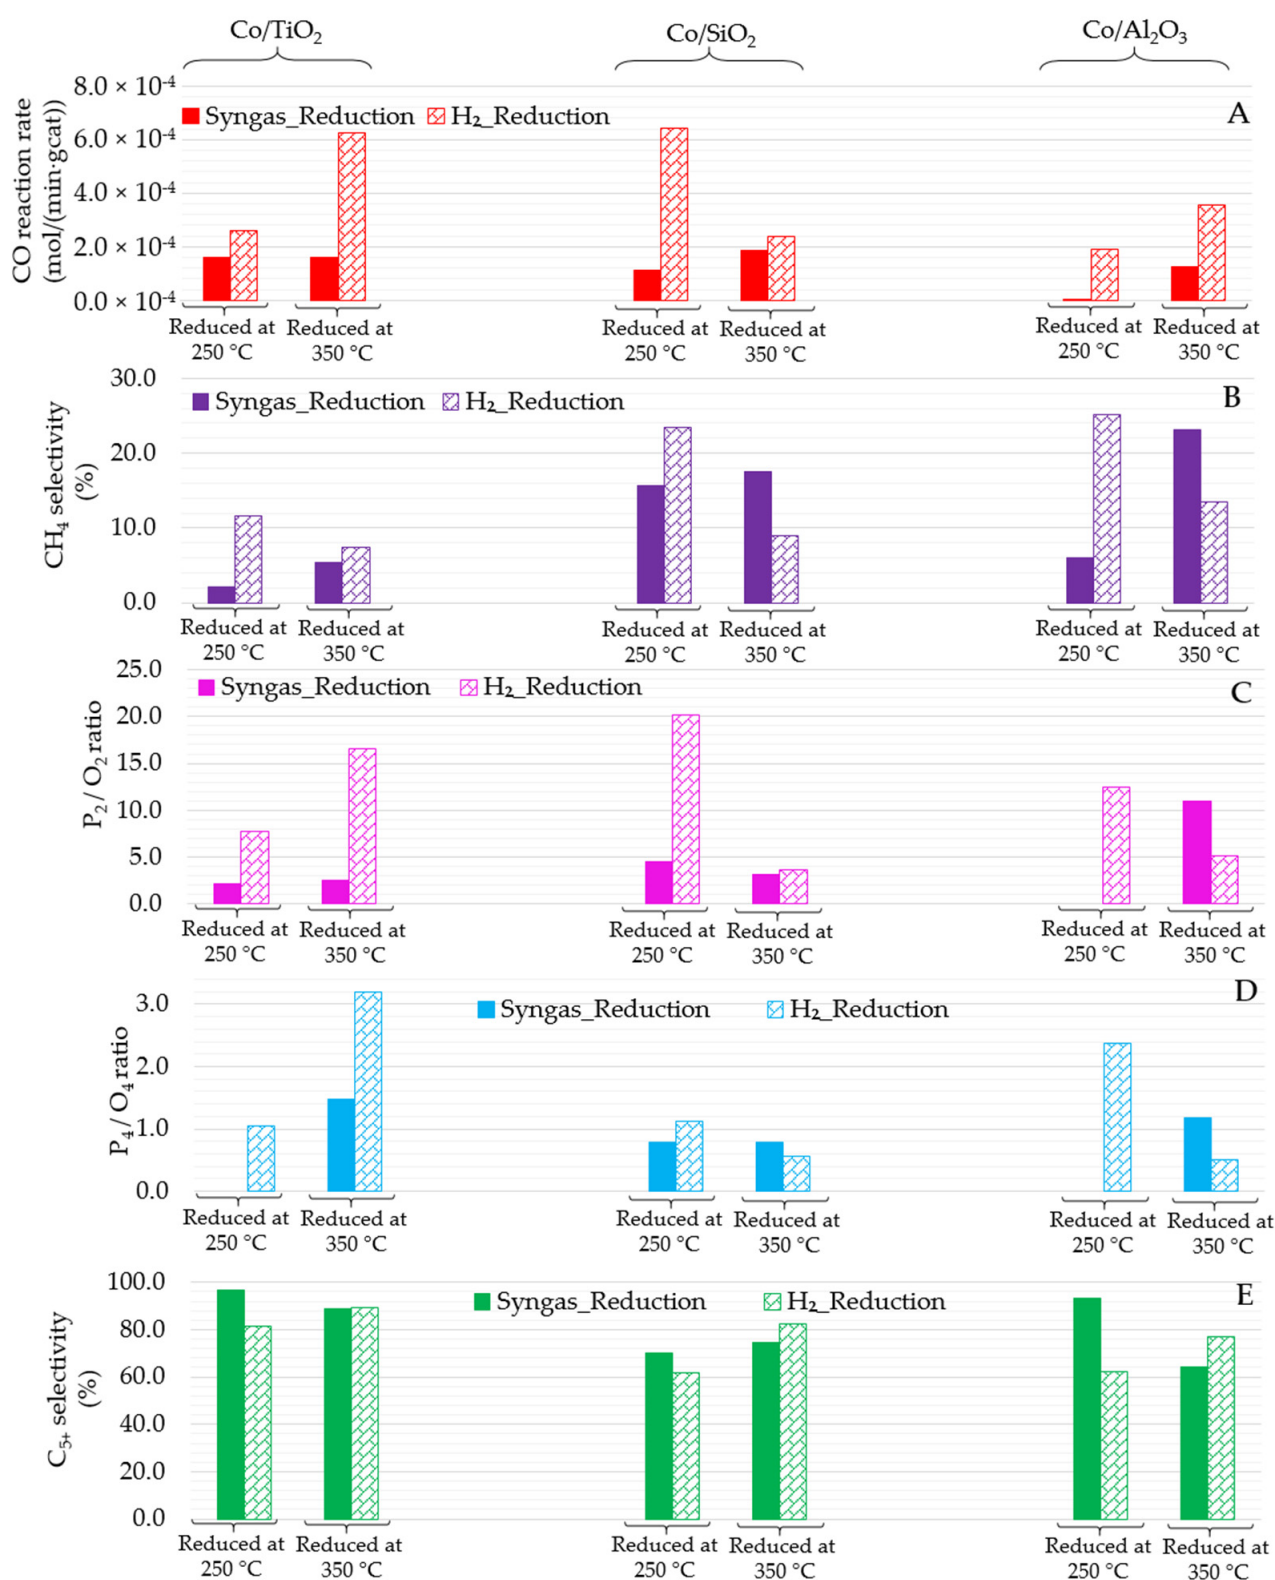 Co/TiO₂ Co/SiO₂ Co/Al₂O₃
CO reaction rate
(mol/(min·gcat))
8.0 × 10⁻⁴
6.0 × 10⁻⁴
4.0 × 10⁻⁴
2.0 × 10⁻⁴
0.0 × 10⁻⁴
Syngas_Reduction H₂_Reduction
A
Reduced at Reduced at Reduced at Reduced at Reduced at Reduced at
250 °C 350 °C 250 °C 350 °C 250 °C 350 °C
CH₄ selectivity
(%)
30.0
20.0
10.0
0.0
Syngas_Reduction H₂_Reduction
B
Reduced at Reduced at Reduced at Reduced at Reduced at Reduced at
250 °C 350 °C 250 °C 350 °C 250 °C 350 °C
P₂ / O₂ ratio
25.0
20.0
15.0
10.0
5.0
0.0
Syngas_Reduction H₂_Reduction
C
Reduced at Reduced at Reduced at Reduced at Reduced at Reduced at
250 °C 350 °C 250 °C 350 °C 250 °C 350 °C
P₄ / O₄ ratio
3.0
2.0
1.0
0.0
Syngas_Reduction H₂_Reduction
D
Reduced at Reduced at Reduced at Reduced at Reduced at Reduced at
250 °C 350 °C 250 °C 350 °C 250 °C 350 °C
C₅₊ selectivity
(%)
100.0
80.0
60.0
40.0
20.0
0.0
Syngas_Reduction H₂_Reduction
E
Reduced at Reduced at Reduced at Reduced at Reduced at Reduced at
250 °C 350 °C 250 °C 350 °C 250 °C 350 °C